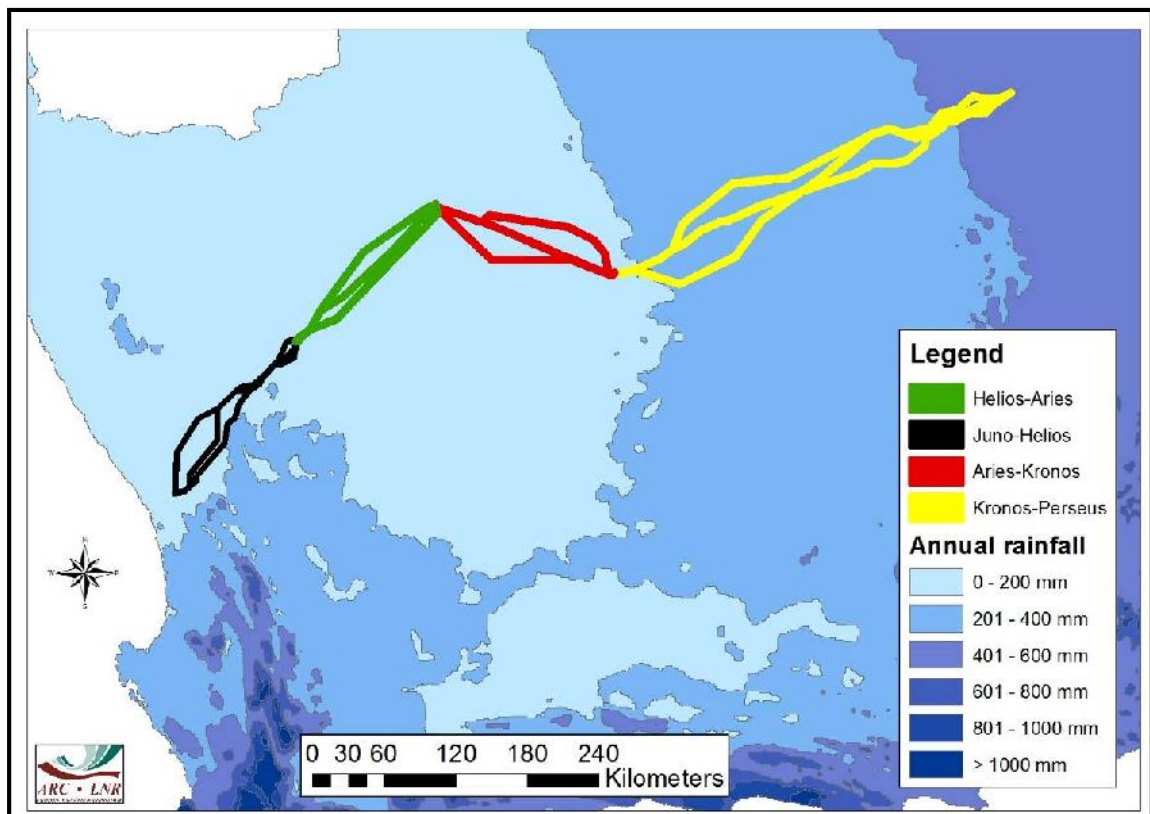 Legend
Helios-Aries
Juno-Helios
Aries-Kronos
Kronos-Perseus
Annual rainfall
0 - 200 mm
201 - 400 mm
401 - 600 mm
601 - 800 mm
801 - 1000 mm
> 1000 mm
N
W E
S
0 30 60 120 180 240
Kilometers
ARC • LNR